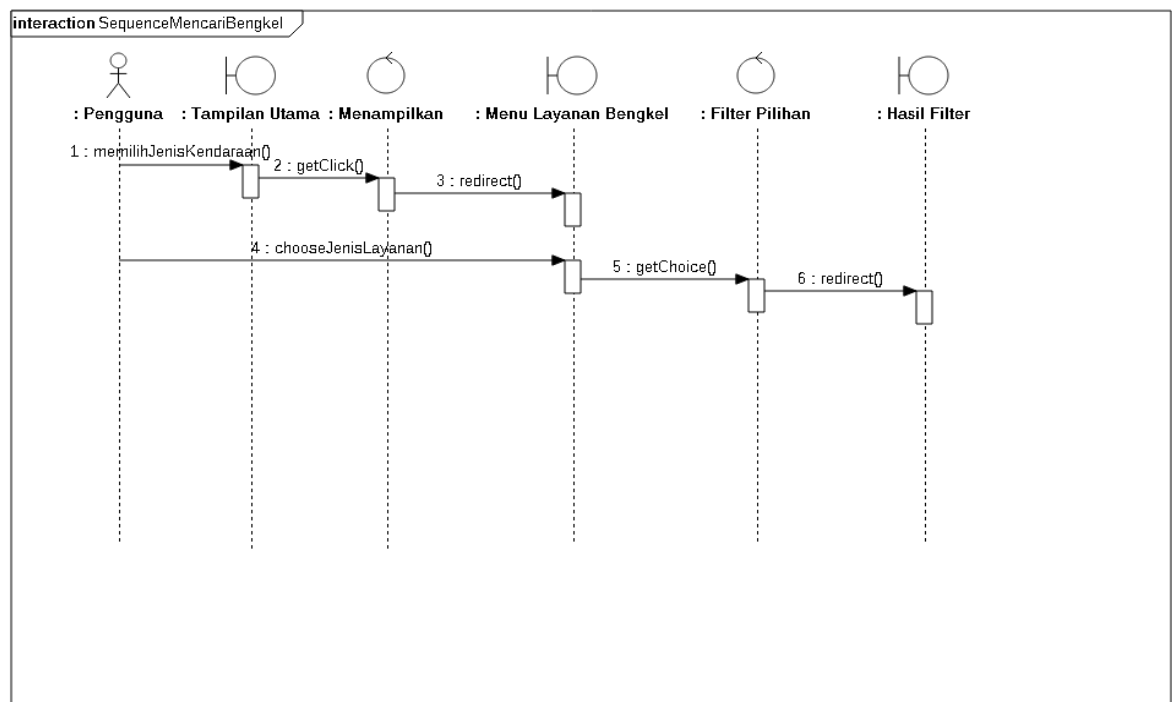 interaction SequenceMencariBengkel
: Pengguna
: Tampilan Utama
: Menampilkan
: Menu Layanan Bengkel
: Filter Pilihan
: Hasil Filter
1 : memilihJenisKendaraan()
2 : getClick()
3 : redirect()
4 : chooseJenisLayanan()
5 : getChoice()
6 : redirect()